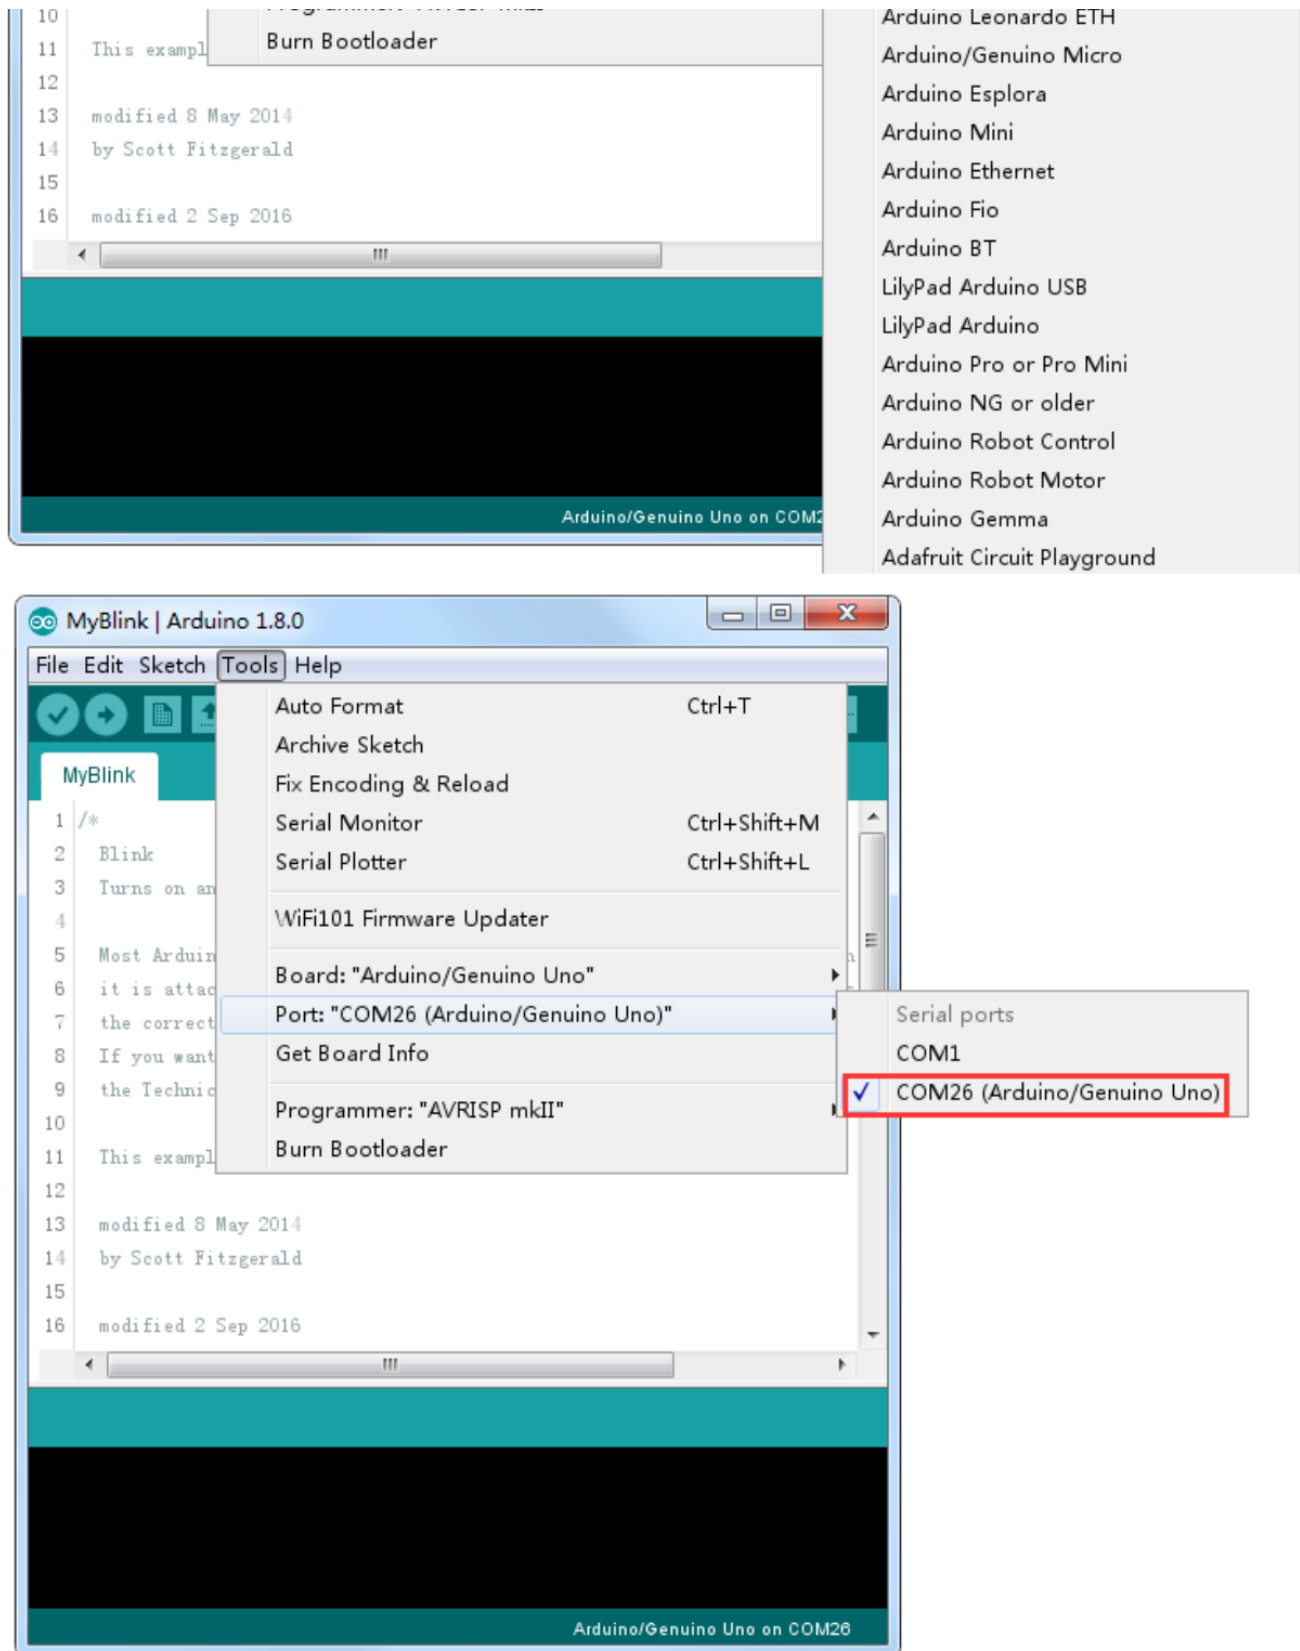 10
11 This exampl
12
13 modified 8 May 2014
14 by Scott Fitzgerald
15
16 modified 2 Sep 2016
Burn Bootloader
Arduino/Genuino Uno on COM2
Arduino Leonardo ETH
Arduino/Genuino Micro
Arduino Esplora
Arduino Mini
Arduino Ethernet
Arduino Fio
Arduino BT
LilyPad Arduino USB
LilyPad Arduino
Arduino Pro or Pro Mini
Arduino NG or older
Arduino Robot Control
Arduino Robot Motor
Arduino Gemma
Adafruit Circuit Playground
MyBlink | Arduino 1.8.0
File Edit Sketch Tools Help
MyBlink
Auto Format Ctrl+T
Archive Sketch
Fix Encoding & Reload
Serial Monitor Ctrl+Shift+M
Serial Plotter Ctrl+Shift+L
WiFi101 Firmware Updater
Board: "Arduino/Genuino Uno"
Port: "COM26 (Arduino/Genuino Uno)"
Get Board Info
Programmer: "AVRISP mkII"
Burn Bootloader
Serial ports
COM1
COM26 (Arduino/Genuino Uno)
1 /*
2 Blink
3 Turns on an
4
5 Most Arduin
6 it is attac
7 the correct
8 If you want
9 the Technic
10
11 This exampl
12
13 modified 8 May 2014
14 by Scott Fitzgerald
15
16 modified 2 Sep 2016
Arduino/Genuino Uno on COM26